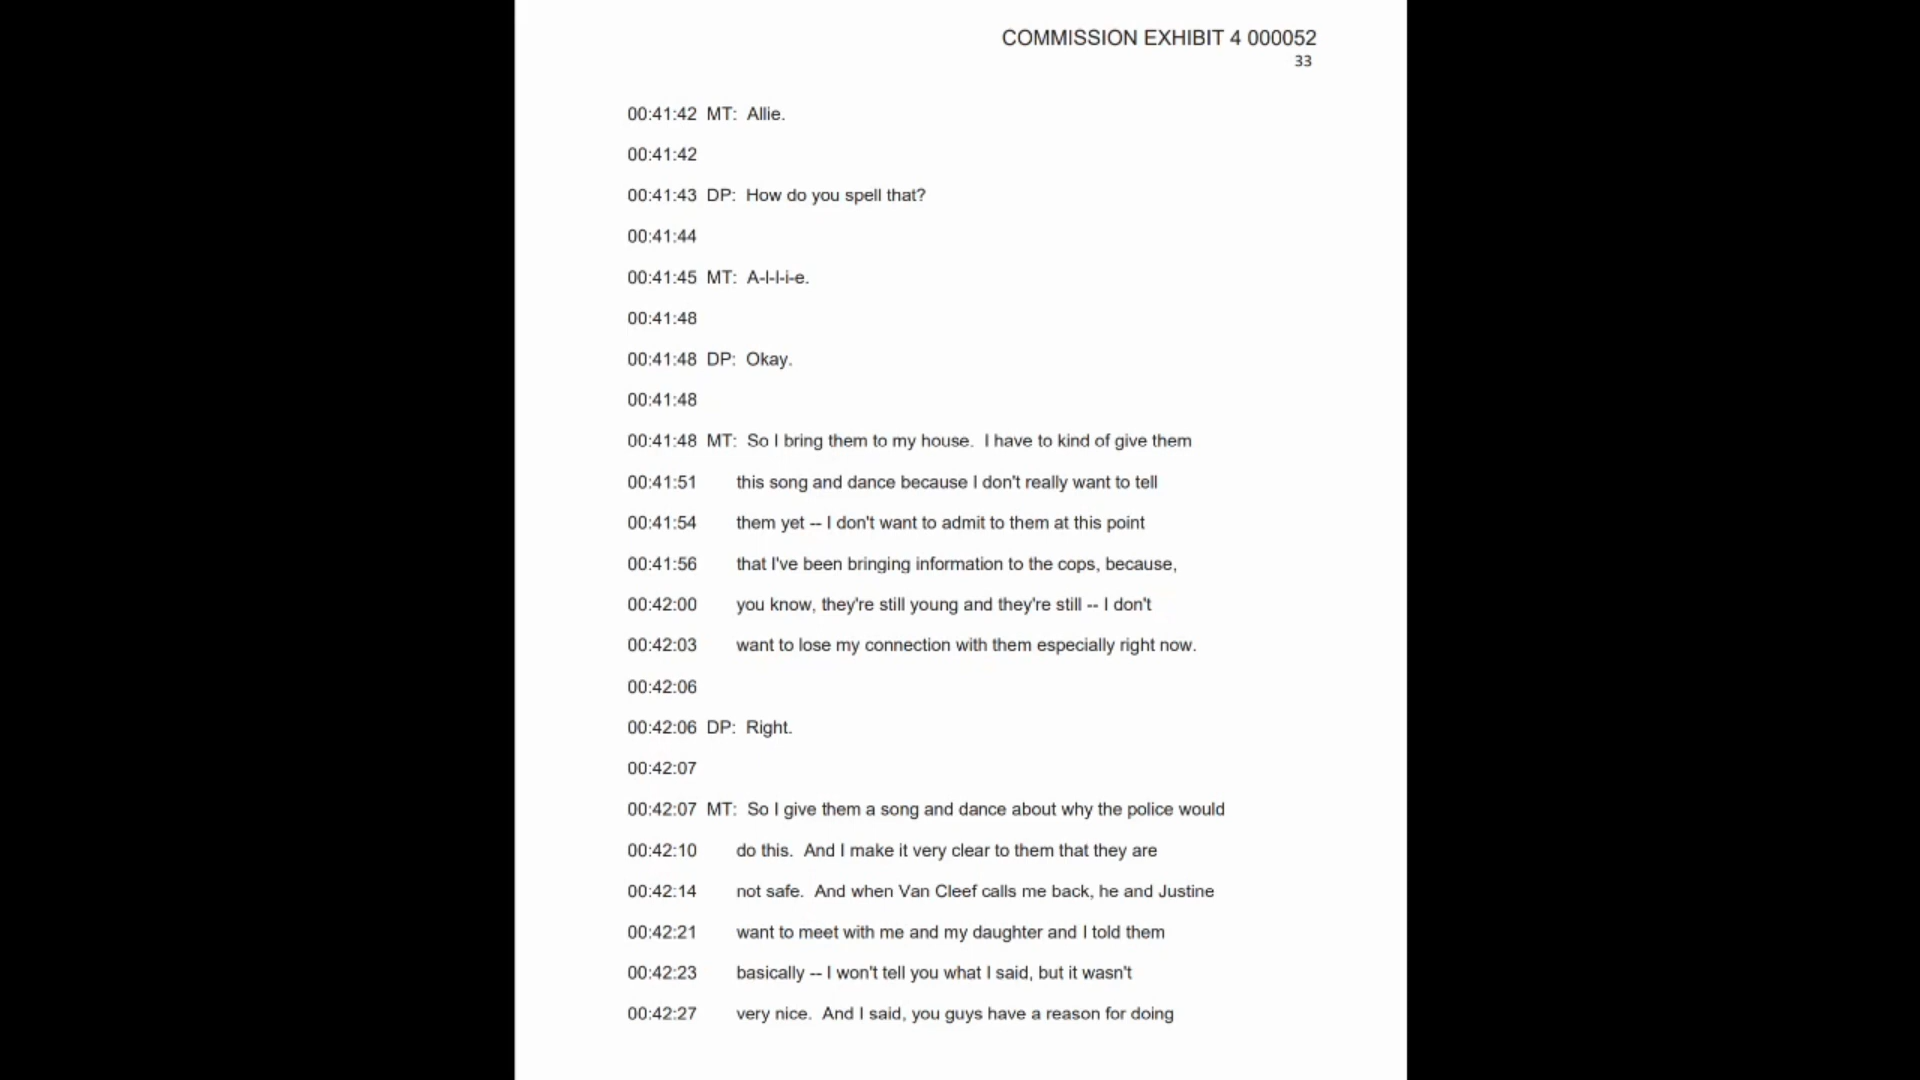 COMMISSION EXHIBIT 4 000052
33
00:41:42 MT: Allie.
00:41:42
00:41:43 DP: How do you spell that?
00:41:44
00:41:45 MT: A-l-l-i-e.
00:41:48
00:41:48 DP: Okay.
00:41:48
00:41:48 MT: So I bring them to my house. I have to kind of give them
00:41:51 this song and dance because I don't really want to tell
00:41:54 them yet -- I don't want to admit to them at this point
00:41:56 that I've been bringing information to the cops, because,
00:42:00 you know, they're still young and they're still -- I don't
00:42:03 want to lose my connection with them especially right now.
00:42:06
00:42:06 DP: Right.
00:42:07
00:42:07 MT: So I give them a song and dance about why the police would
00:42:10 do this. And I make it very clear to them that they are
00:42:14 not safe. And when Van Cleef calls me back, he and Justine
00:42:21 want to meet with me and my daughter and I told them
00:42:23 basically -- I won't tell you what I said, but it wasn't
00:42:27 very nice. And I said, you guys have a reason for doing